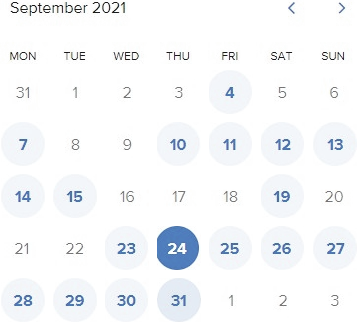 September 2021
MON TUE WED THU FRI SAT SUN
31 1 2 3 4 5 6
7 8 9 10 11 12 13
14 15 16 17 18 19 20
21 22 23 24 25 26 27
28 29 30 31 1 2 3